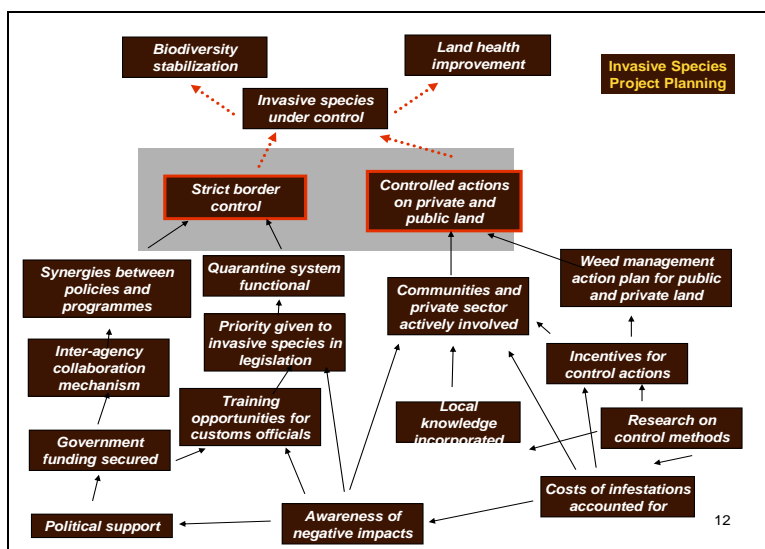 Biodiversity
stabilization
Land health
improvement
Invasive Species
Project Planning
Invasive species
under control
Strict border
control
Controlled actions
on private and
public land
Synergies between
policies and
programmes
Quarantine system
functional
Communities and
private sector
actively involved
Weed management
action plan for public
and private land
Inter-agency
collaboration
mechanism
Priority given to
invasive species in
legislation
Incentives for
control actions
Training
opportunities for
customs officials
Local
knowledge
incorporated
Research on
control methods
Government
funding secured
Costs of infestations
accounted for
Political support
Awareness of
negative impacts
12